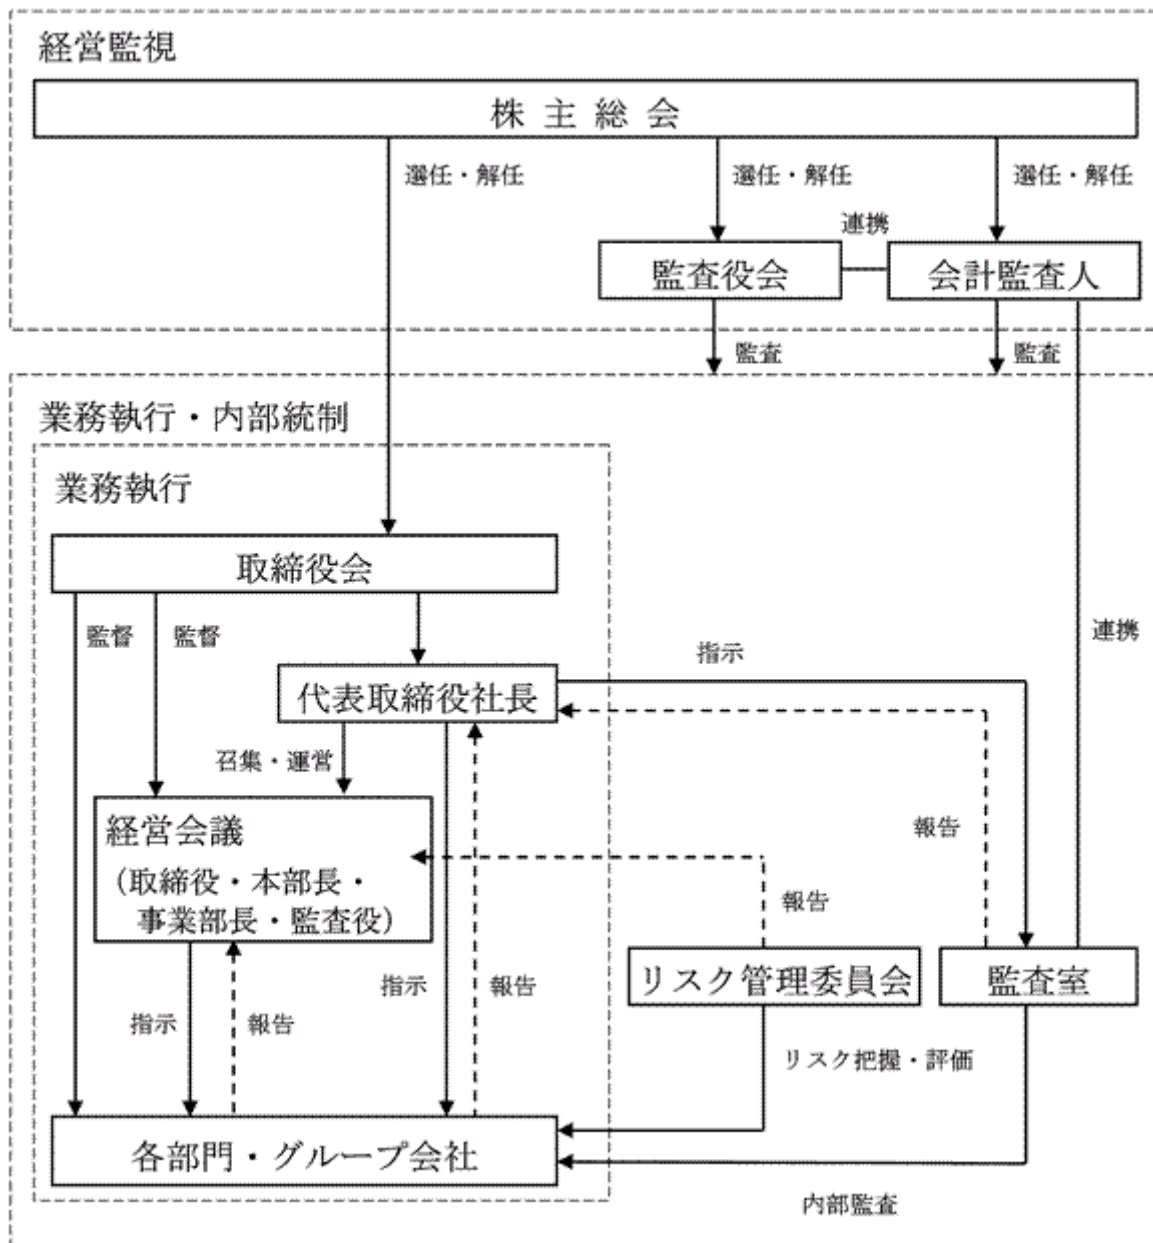 経営監視
株主総会
選任・解任
選任・解任
選任・解任
連携
監査役会
会計監査人
監査
監査
業務執行・内部統制
業務執行
取締役会
監督
監督
連携
指示
代表取締役社長
召集・運営
経営会議
（取締役・本部長・
事業部長・監査役）
報告
報告
リスク管理委員会
監査室
指示
報告
指示
報告
リスク把握・評価
各部門・グループ会社
内部監査